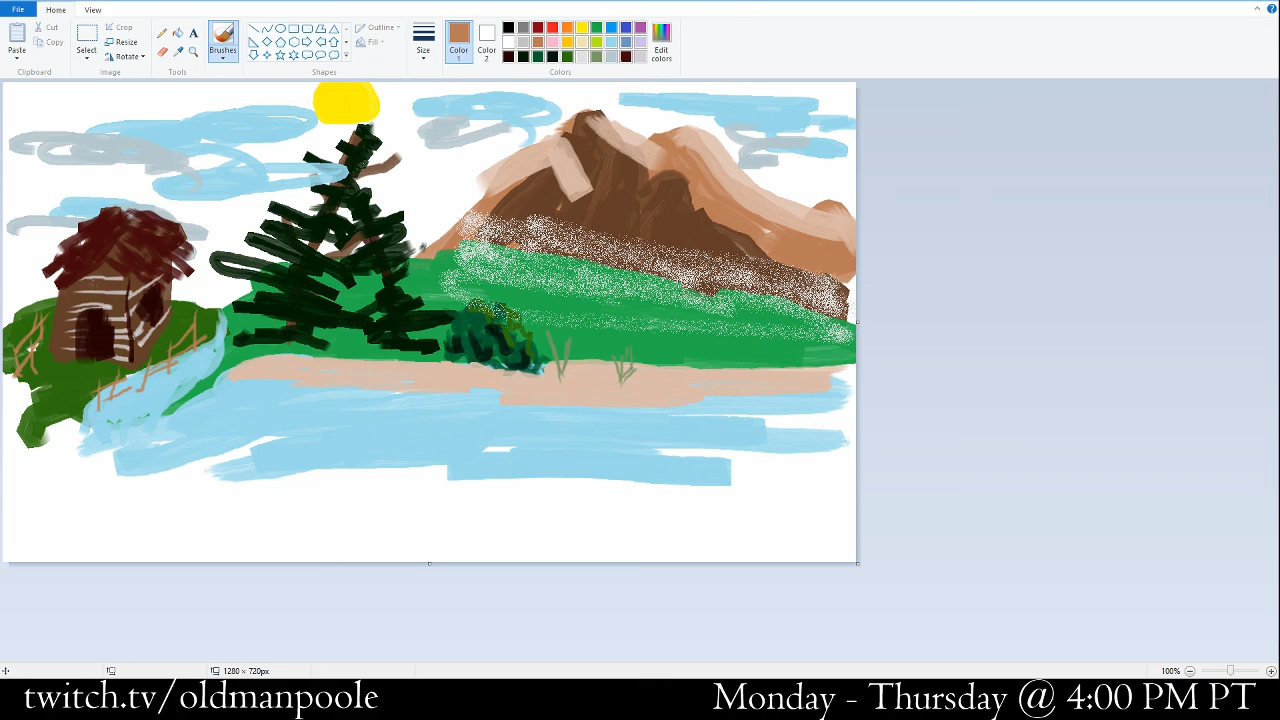 File
Home
View
Paste
Cut
Copy
Clipboard
Select
Crop
Resize
Rotate
Image
A
Tools
Brushes
Outline
Fill
Shapes
Size
Color 1
Color 2
Edit colors
Colors
1280 × 720px
100%
twitch.tv/oldmanpoole
Monday - Thursday @ 4:00 PM PT